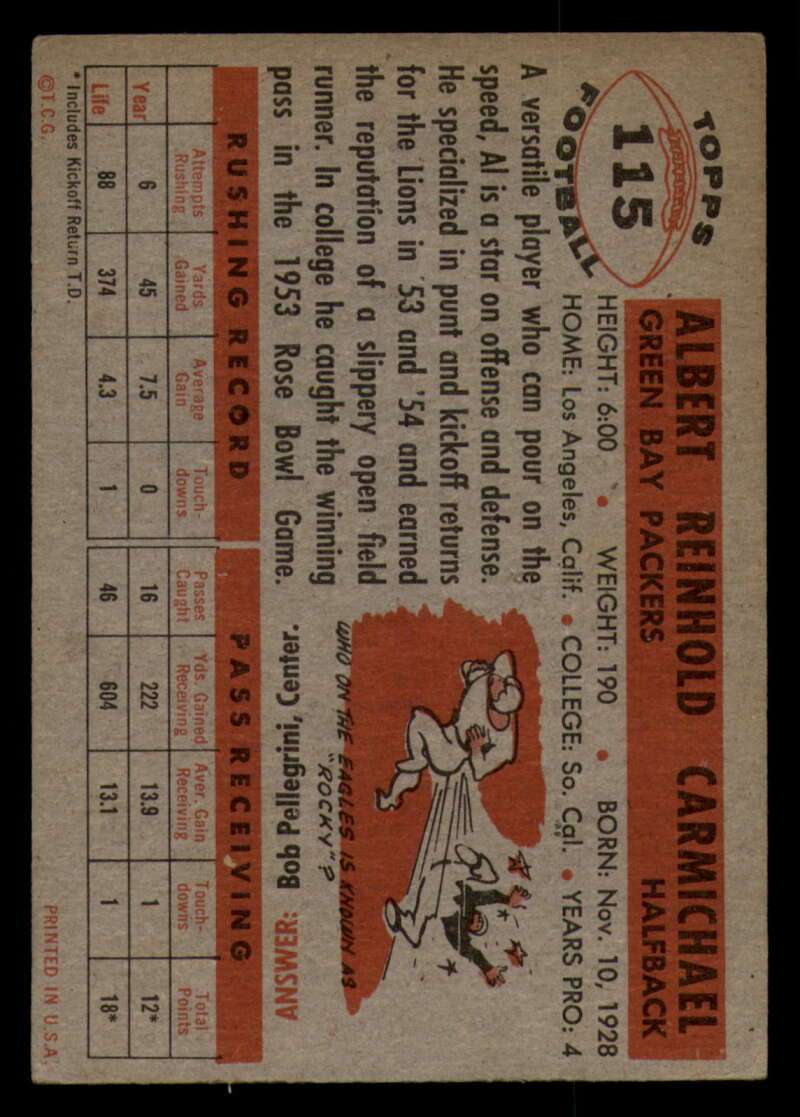 TOPPS
115
FOOTBALL
ALBERT REINHOLD CARMICHAEL
GREEN BAY PACKERS HALFBACK
HEIGHT: 6:00 • WEIGHT: 190 • BORN: Nov. 10, 1928
HOME: Los Angeles, Calif. • COLLEGE: So. Cal. • YEARS PRO: 4
A versatile player who can pour on the
speed, Al is a star on offense and defense.
He specialized in punt and kickoff returns
for the Lions in '53 and '54 and earned
the reputation of a slippery open field
runner. In college he caught the winning
pass in the 1953 Rose Bowl Game.
WHO ON THE EAGLES IS KNOWN AS
"ROCKY"?
ANSWER: Bob Pellegrini, Center.
RUSHING RECORD PASS RECEIVING
Attempts Rushing Yards Gained Average Gain Touch-downs Passes Caught Yds. Gained Receiving Aver. Gain Receiving Touch-downs Total Points
Year 6 45 7.5 0 16 222 13.9 1 12*
Life 88 374 4.3 1 46 604 13.1 1 18*
* Includes Kickoff Return T.D.
©T.C.G. PRINTED IN U.S.A.